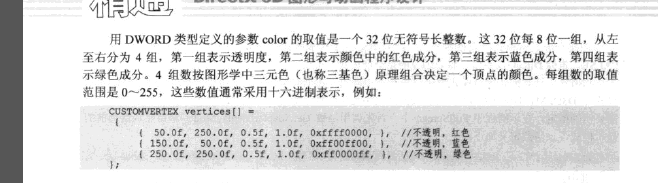 用 DWORD 类型定义的参数 color 的取值是一个 32 位无符号长整数。这 32 位每 8 位一组，从左
至右分为 4 组，第一组表示透明度，第二组表示颜色中的红色成分，第三组表示蓝色成分，第四组表
示绿色成分。4 组数按图形学中三元色（也称三基色）原理组合决定一个顶点的颜色。每组数的取值
范围是 0～255，这些数值通常采用十六进制表示，例如：
CUSTOMVERTEX vertices[] =
{
{ 50.0f, 250.0f, 0.5f, 1.0f, 0xffff0000, }, //不透明，红色
{ 150.0f, 50.0f, 0.5f, 1.0f, 0xff00ff00, }, //不透明，蓝色
{ 250.0f, 250.0f, 0.5f, 1.0f, 0xff0000ff, }, //不透明，绿色
};